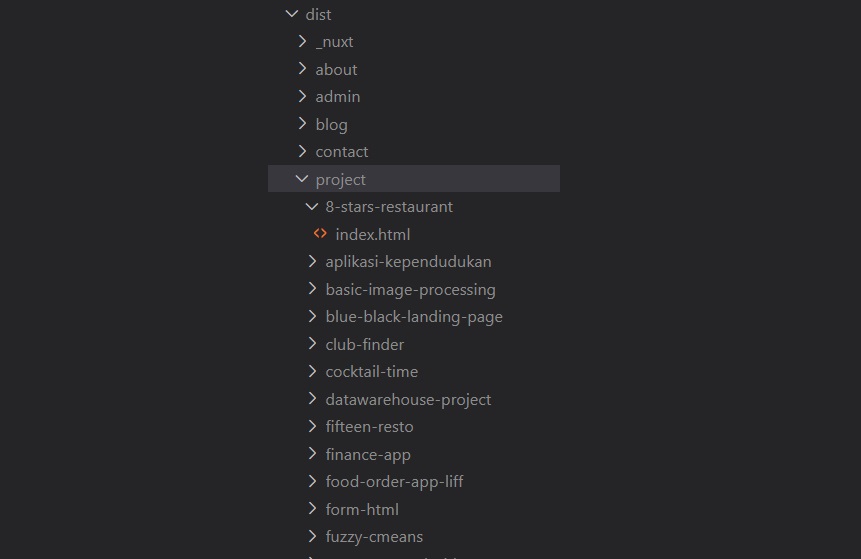 dist
_nuxt
about
admin
blog
contact
project
8-stars-restaurant
index.html
aplikasi-kependudukan
basic-image-processing
blue-black-landing-page
club-finder
cocktail-time
datawarehouse-project
fifteen-resto
finance-app
food-order-app-liff
form-html
fuzzy-cmeans